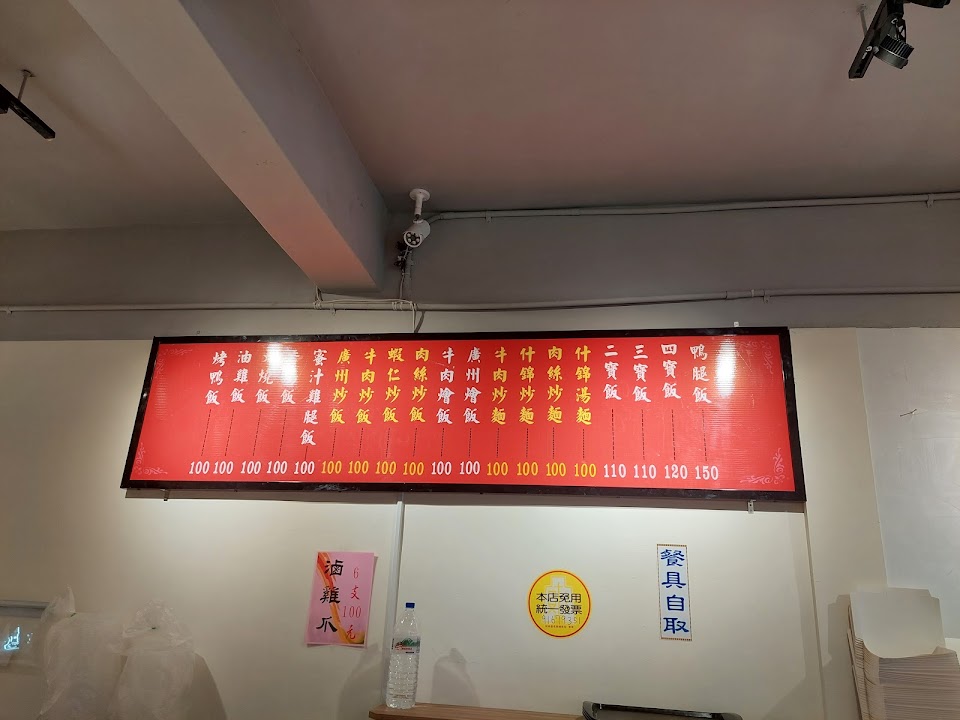 鴨腿飯 150
四寶飯 120
三寶飯 110
二寶飯 110
什錦湯麵 100
肉絲炒麵 100
什錦炒麵 100
牛肉炒麵 100
廣州燴飯 100
牛肉燴飯 100
肉絲炒飯 100
蝦仁炒飯 100
牛肉炒飯 100
廣州炒飯 100
蜜汁雞腿飯 100
飯 100
燒飯 100
油雞飯 100
烤鴨飯 100
滷雞爪
6支100元
本店免用
統一發票
餐具自取